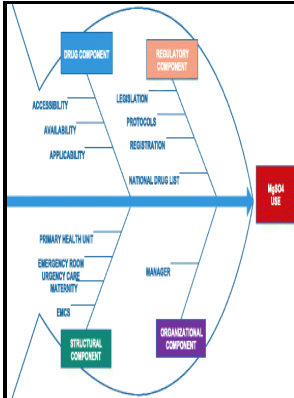 DRUG COMPONENT
REGULATORY
COMPONENT
ACCESSIBILITY
AVAILABILITY
APPLICABILITY
LEGISLATION
PROTOCOLS
REGISTRATION
NATIONAL DRUG LIST
MgSO4
USE
PRIMARY HEALTH UNIT
EMERGENCY ROOM
URGENCY CARE
MATERNITY
EMCS
MANAGER
STRUCTURAL
COMPONENT
ORGANIZATIONAL
COMPONENT